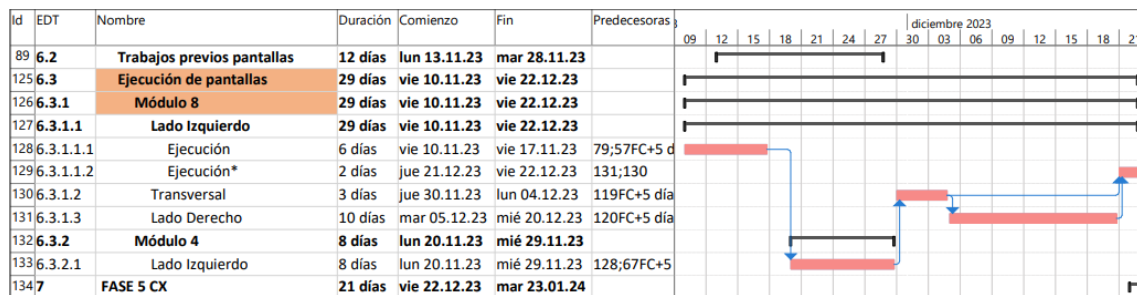 Id EDT Nombre Duración Comienzo Fin Predecesoras
diciembre 2023
09 12 15 18 21 24 27 30 03 06 09 12 15 18 21
89 6.2 Trabajos previos pantallas 12 días lun 13.11.23 mar 28.11.23
125 6.3 Ejecución de pantallas 29 días vie 10.11.23 vie 22.12.23
126 6.3.1 Módulo 8 29 días vie 10.11.23 vie 22.12.23
127 6.3.1.1 Lado Izquierdo 29 días vie 10.11.23 vie 22.12.23
128 6.3.1.1.1 Ejecución 6 días vie 10.11.23 vie 17.11.23 79;57FC+5 d
129 6.3.1.1.2 Ejecución* 2 días jue 21.12.23 vie 22.12.23 131;130
130 6.3.1.2 Transversal 3 días jue 30.11.23 lun 04.12.23 119FC+5 día
131 6.3.1.3 Lado Derecho 10 días mar 05.12.23 mié 20.12.23 120FC+5 día
132 6.3.2 Módulo 4 8 días lun 20.11.23 mié 29.11.23
133 6.3.2.1 Lado Izquierdo 8 días lun 20.11.23 mié 29.11.23 128;67FC+5
134 7 FASE 5 CX 21 días vie 22.12.23 mar 23.01.24